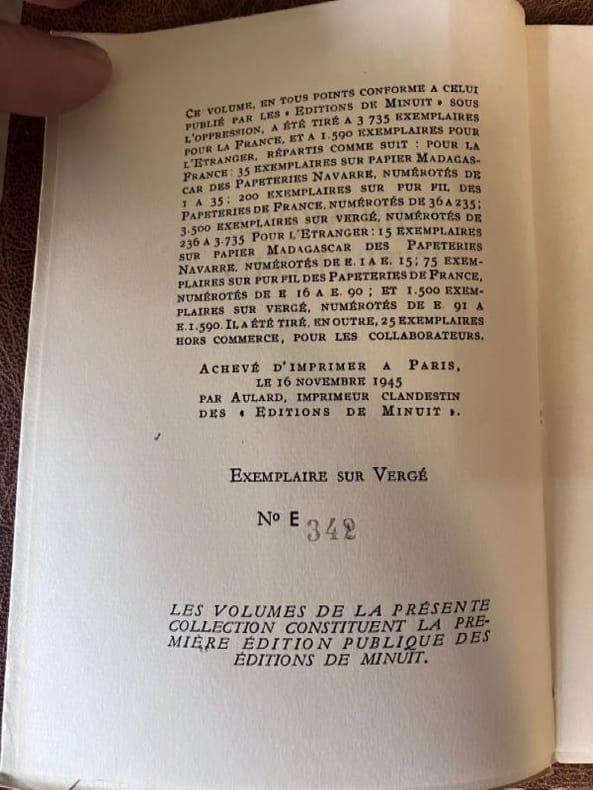 CE VOLUME, EN TOUS POINTS CONFORME A CELUI
PUBLIÉ PAR LES « EDITIONS DE MINUIT » SOUS
L'OPPRESSION, A ÉTÉ TIRÉ A 3 735 EXEMPLAIRES
POUR LA FRANCE, ET A 1.590 EXEMPLAIRES POUR
L'ETRANGER, RÉPARTIS COMME SUIT : POUR LA
FRANCE : 35 EXEMPLAIRES SUR PAPIER MADAGAS-
CAR DES PAPETERIES NAVARRE, NUMÉROTÉS DE
1 A 35 ; 200 EXEMPLAIRES SUR PUR FIL DES
PAPETERIES DE FRANCE, NUMÉROTÉS DE 36 A 235 ;
3.500 EXEMPLAIRES SUR VERGÉ, NUMÉROTÉS DE
236 A 3.735 POUR L'ETRANGER : 15 EXEMPLAIRES
SUR PAPIER MADAGASCAR DES PAPETERIES
NAVARRE, NUMÉROTÉS DE E. 1 A E. 15 ; 75 EXEM-
PLAIRES SUR PUR FIL DES PAPETERIES DE FRANCE,
NUMÉROTÉS DE E 16 A E. 90 ; ET 1.500 EXEM-
PLAIRES SUR VERGÉ, NUMÉROTÉS DE E. 91 A
E.1.590. IL A ÉTÉ TIRÉ, EN OUTRE, 25 EXEMPLAIRES
HORS COMMERCE, POUR LES COLLABORATEURS.
ACHEVÉ D'IMPRIMER A PARIS,
LE 16 NOVEMBRE 1945
PAR AULARD, IMPRIMEUR CLANDESTIN
DES « EDITIONS DE MINUIT ».
EXEMPLAIRE SUR VERGÉ
Nº E 342
LES VOLUMES DE LA PRÉSENTE
COLLECTION CONSTITUENT LA PRE-
MIÈRE ÉDITION PUBLIQUE DES
ÉDITIONS DE MINUIT.